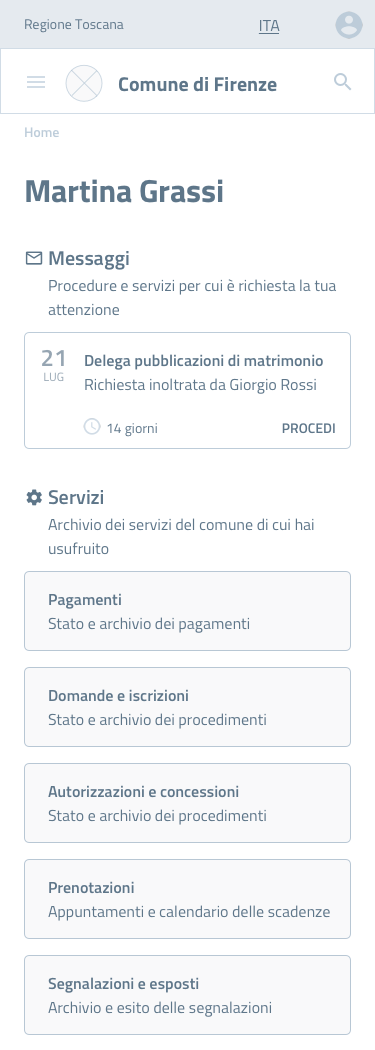 Regione Toscana
ITA
Comune di Firenze
Home
Martina Grassi
Messaggi
Procedure e servizi per cui è richiesta la tua
attenzione
21
LUG
Delega pubblicazioni di matrimonio
Richiesta inoltrata da Giorgio Rossi
14 giorni
PROCEDI
Servizi
Archivio dei servizi del comune di cui hai
usufruito
Pagamenti
Stato e archivio dei pagamenti
Domande e iscrizioni
Stato e archivio dei procedimenti
Autorizzazioni e concessioni
Stato e archivio dei procedimenti
Prenotazioni
Appuntamenti e calendario delle scadenze
Segnalazioni e esposti
Archivio e esito delle segnalazioni